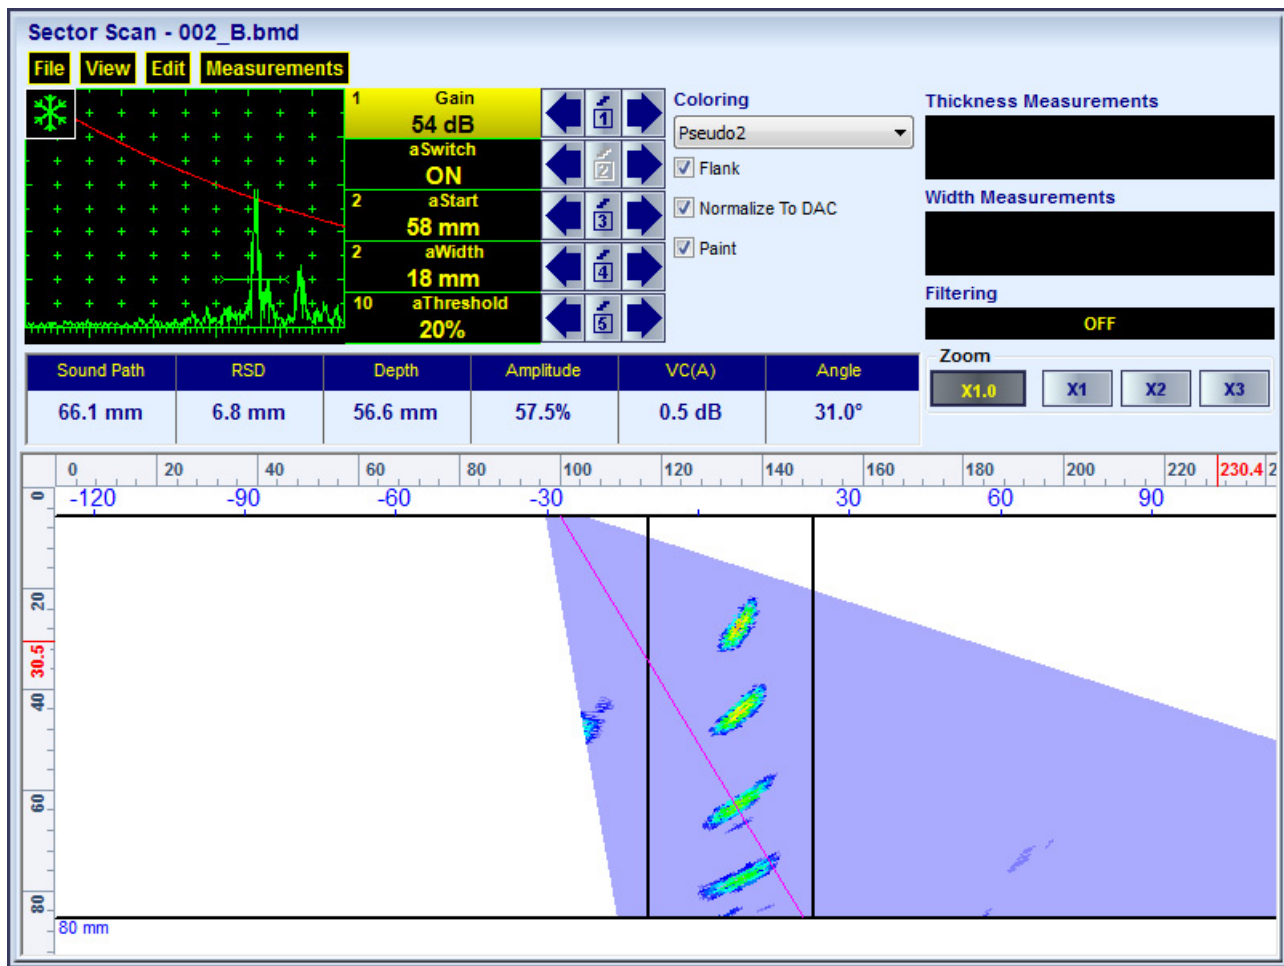 Sector Scan - 002_B.bmd
File View Edit Measurements
1 Gain
54 dB
1
aSwitch
ON
2
2 aStart
58 mm
3
2 aWidth
18 mm
4
10 aThreshold
20%
5
Coloring
Pseudo2
Flank
Normalize To DAC
Paint
Thickness Measurements
Width Measurements
Filtering
OFF
Zoom
X1.0 X1 X2 X3
Sound Path RSD Depth Amplitude VC(A) Angle
66.1 mm 6.8 mm 56.6 mm 57.5% 0.5 dB 31.0°
0 20 40 60 80 100 120 140 160 180 200 220 230.4 2
-120 -90 -60 -30 30 60 90
0
20
30.5
40
60
80
80 mm